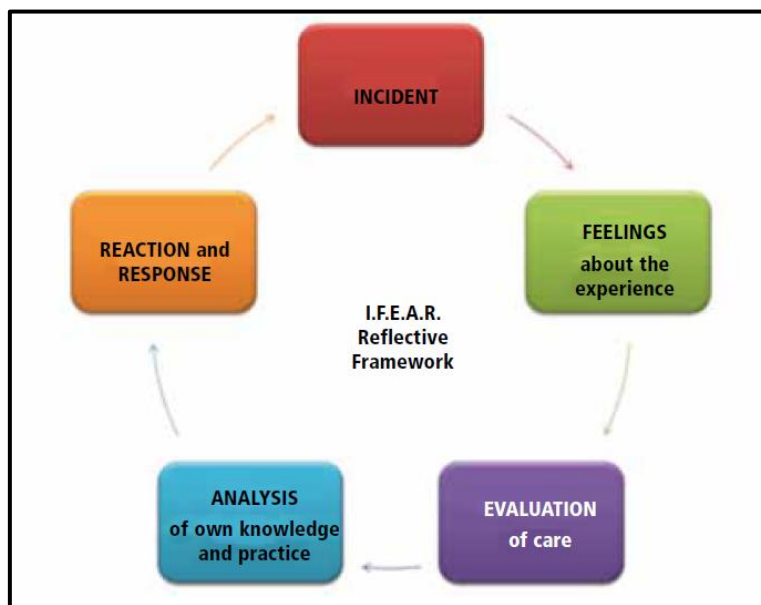 INCIDENT
FEELINGS
about the
experience
EVALUATION
of care
ANALYSIS
of own knowledge
and practice
REACTION and
RESPONSE
I.F.E.A.R.
Reflective
Framework